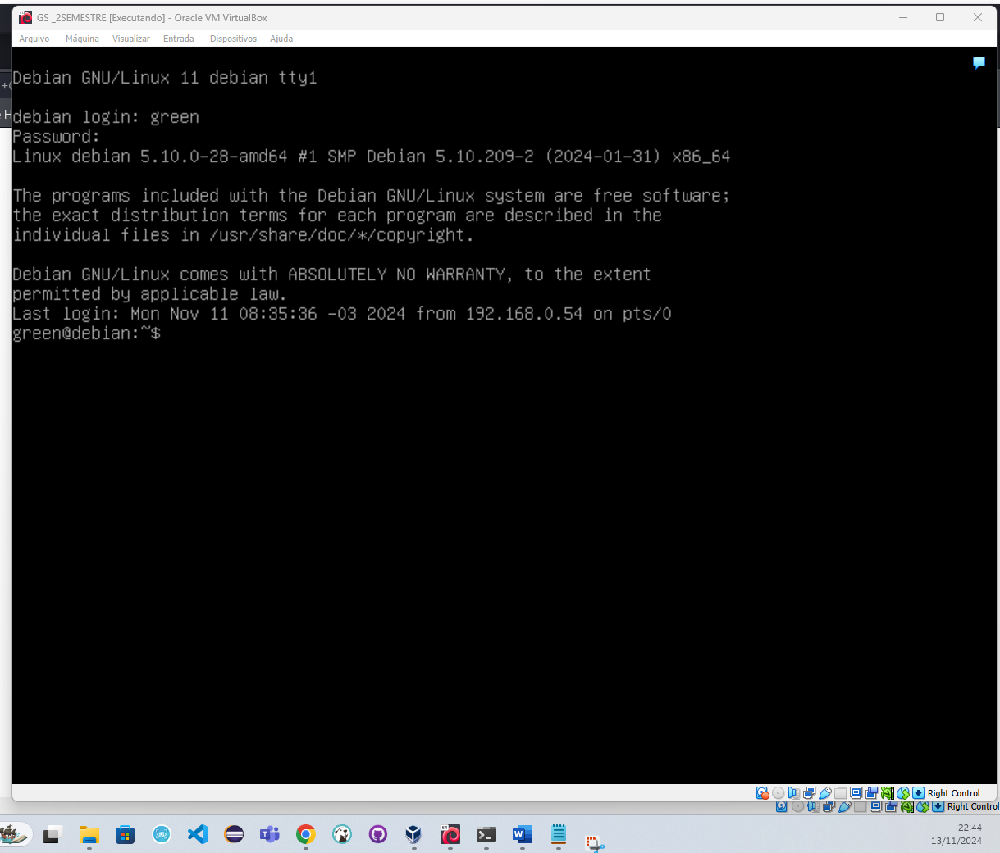 GS _2SEMESTRE [Executando] - Oracle VM VirtualBox
Arquivo Máquina Visualizar Entrada Dispositivos Ajuda
Debian GNU/Linux 11 debian tty1
debian login: green
Password:
Linux debian 5.10.0-28-amd64 #1 SMP Debian 5.10.209-2 (2024-01-31) x86_64
The programs included with the Debian GNU/Linux system are free software;
the exact distribution terms for each program are described in the
individual files in /usr/share/doc/*/copyright.
Debian GNU/Linux comes with ABSOLUTELY NO WARRANTY, to the extent
permitted by applicable law.
Last login: Mon Nov 11 08:35:36 -03 2024 from 192.168.0.54 on pts/0
green@debian:~$
Right Control
Right Control
22:44
13/11/2024